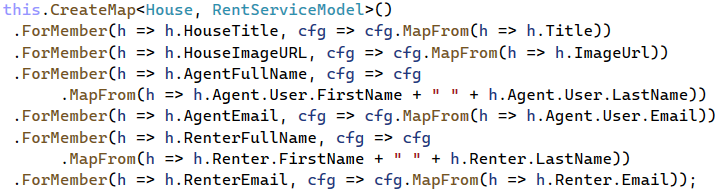 this.CreateMap<House, RentServiceModel>()
.ForMember(h => h.HouseTitle, cfg => cfg.MapFrom(h => h.Title))
.ForMember(h => h.HouseImageURL, cfg => cfg.MapFrom(h => h.ImageUrl))
.ForMember(h => h.AgentFullName, cfg => cfg
.MapFrom(h => h.Agent.User.FirstName + " " + h.Agent.User.LastName))
.ForMember(h => h.AgentEmail, cfg => cfg.MapFrom(h => h.Agent.User.Email))
.ForMember(h => h.RenterFullName, cfg => cfg
.MapFrom(h => h.Renter.FirstName + " " + h.Renter.LastName))
.ForMember(h => h.RenterEmail, cfg => cfg.MapFrom(h => h.Renter.Email));